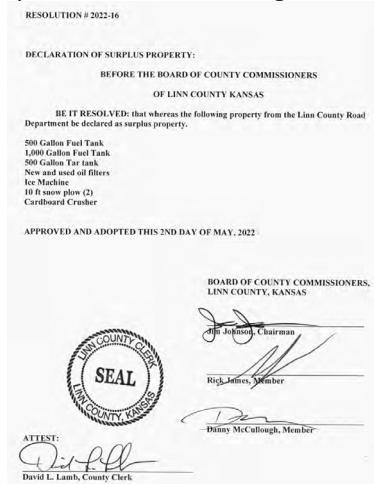 RESOLUTION # 2022-16
DECLARATION OF SURPLUS PROPERTY:
BEFORE THE BOARD OF COUNTY COMMISSIONERS
OF LINN COUNTY KANSAS
BE IT RESOLVED: that whereas the following property from the Linn County Road
Department be declared as surplus property.
500 Gallon Fuel Tank
1,000 Gallon Fuel Tank
500 Gallon Tar tank
New and used oil filters
Ice Machine
10 ft snow plow (2)
Cardboard Crusher
APPROVED AND ADOPTED THIS 2ND DAY OF MAY, 2022
BOARD OF COUNTY COMMISSIONERS,
LINN COUNTY, KANSAS
Jim Johnson, Chairman
Rick James, Member
Danny McCullough, Member
LINN COUNTY CLERK
SEAL
LINN COUNTY, KANSAS
ATTEST:
David L. Lamb, County Clerk